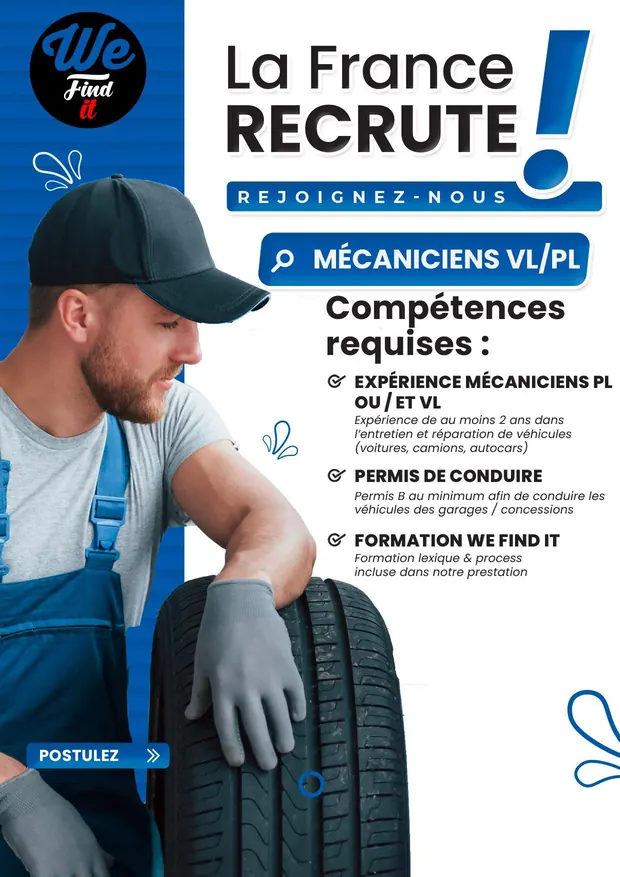 We
Find
it
La France
RECRUTE !
REJOIGNEZ-NOUS
MÉCANICIENS VL/PL
Compétences
requises :
EXPÉRIENCE MÉCANICIENS PL
OU / ET VL
Expérience de au moins 2 ans dans
l'entretien et réparation de véhicules
(voitures, camions, autocars)
PERMIS DE CONDUIRE
Permis B au minimum afin de conduire les
véhicules des garages / concessions
FORMATION WE FIND IT
Formation lexique & process
incluse dans notre prestation
POSTULEZ